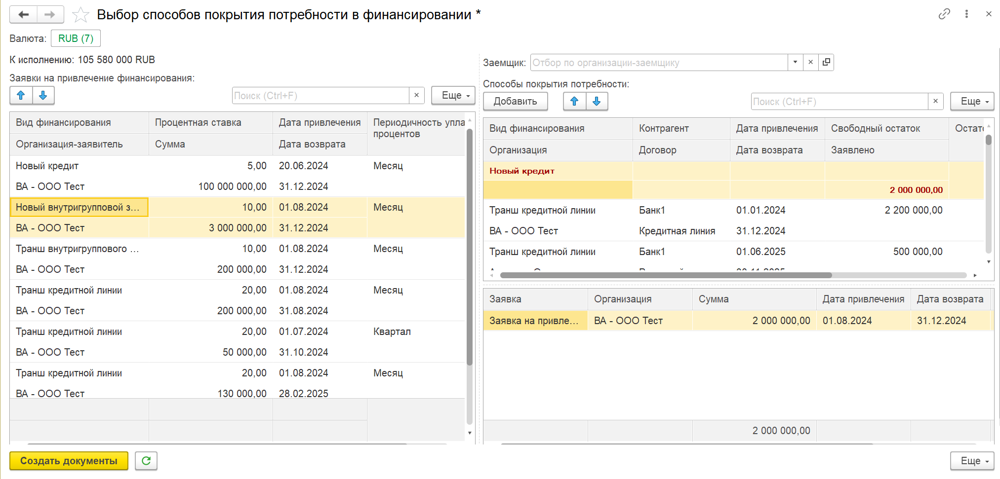 Выбор способов покрытия потребности в финансировании *
Валюта: RUB (7)
К исполнению: 105 580 000 RUB
Заявки на привлечение финансирования:
Поиск (Ctrl+F) × Еще
Вид финансирования Процентная ставка Дата привлечения Периодичность упла
процентов
Организация-заявитель Сумма Дата возврата
Новый кредит 5,00 20.06.2024 Месяц
ВА - ООО Тест 100 000 000,00 31.12.2024
Новый внутригрупповой з... 10,00 01.08.2024 Месяц
ВА - ООО Тест 3 000 000,00 31.12.2024
Транш внутригруппового ... 10,00 01.08.2024 Месяц
ВА - ООО Тест 200 000,00 31.12.2024
Транш кредитной линии 20,00 01.08.2024 Месяц
ВА - ООО Тест 200 000,00 31.08.2024
Транш кредитной линии 20,00 01.07.2024 Квартал
ВА - ООО Тест 50 000,00 31.10.2024
Транш кредитной линии 20,00 01.08.2024 Месяц
ВА - ООО Тест 130 000,00 28.02.2025
Заемщик: Отбор по организации-заемщику
Способы покрытия потребности:
Добавить Поиск (Ctrl+F) × Еще
Вид финансирования Контрагент Дата привлечения Свободный остаток Остат
Организация Договор Дата возврата Заявлено
Новый кредит
2 000 000,00
Транш кредитной линии Банк1 01.01.2024 2 200 000,00
ВА - ООО Тест Кредитная линия 31.12.2024
Транш кредитной линии Банк1 01.06.2025 500 000,00
Заявка Организация Сумма Дата привлечения Дата возврата
Заявка на привле... ВА - ООО Тест 2 000 000,00 01.08.2024 31.12.2024
2 000 000,00
Создать документы Еще